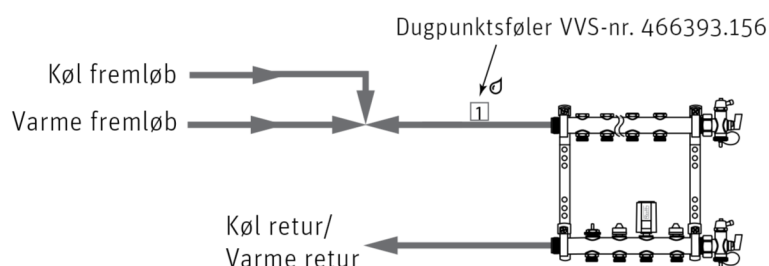 Dugpunktsføler VVS-nr. 466393.156
Køl fremløb
Varme fremløb
1
Køl retur/
Varme retur